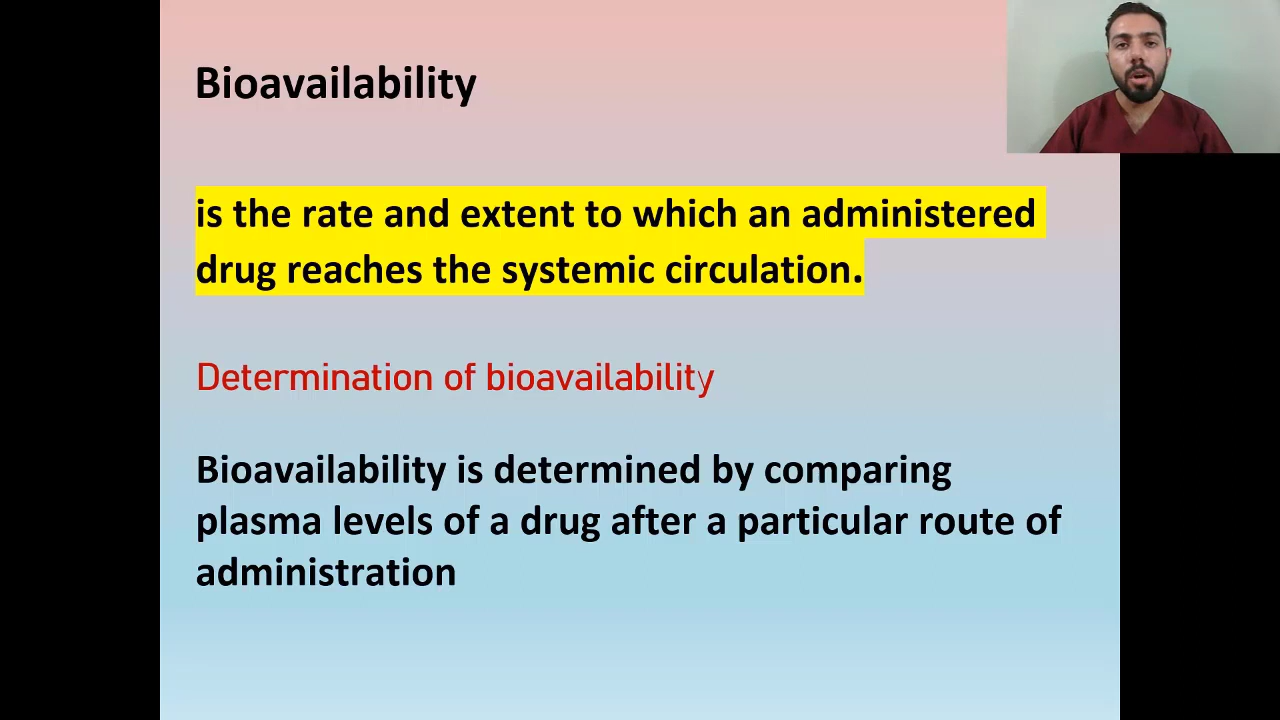 Bioavailability
is the rate and extent to which an administered
drug reaches the systemic circulation.
Determination of bioavailability
Bioavailability is determined by comparing
plasma levels of a drug after a particular route of
administration